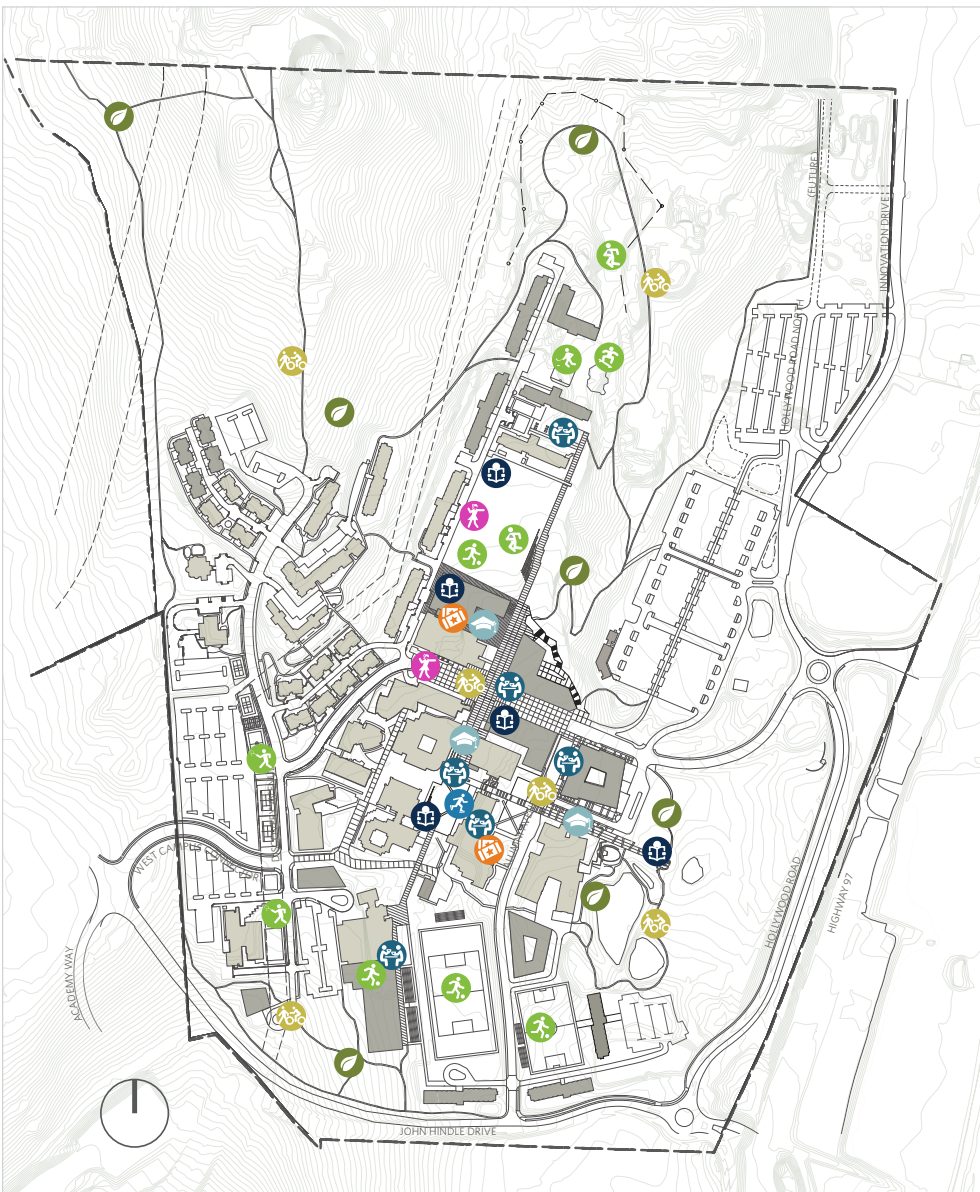 (FUTURE)
INNOVATION DRIVE
HOLLYWOOD ROAD NORTH
WEST CAMPUS
HOLLYWOOD ROAD
HIGHWAY 97
ACADEMY WAY
JOHN HINDLE DRIVE